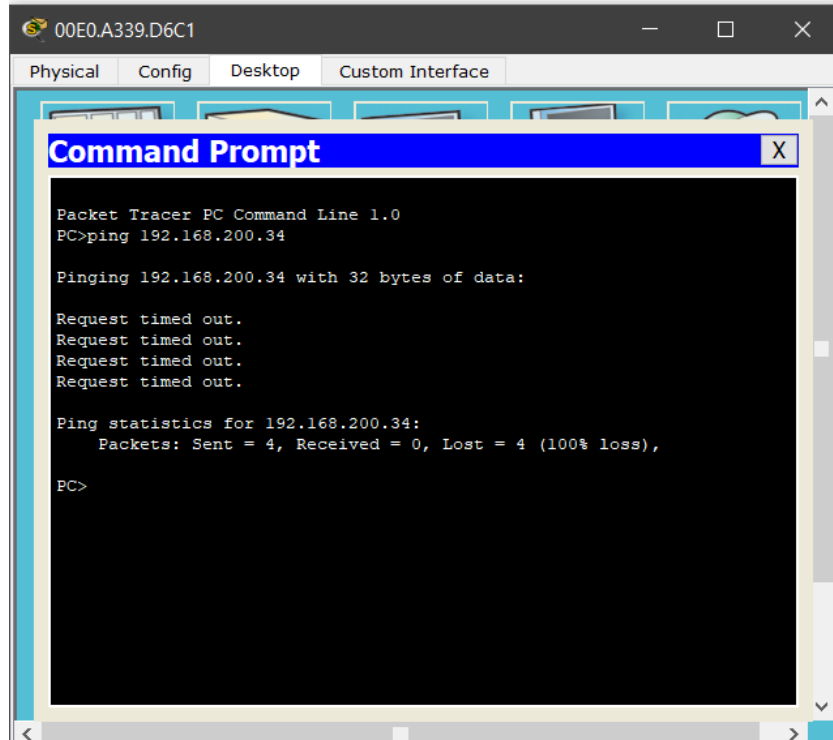 00E0.A339.D6C1
Physical Config Desktop Custom Interface
Command Prompt X
Packet Tracer PC Command Line 1.0
PC>ping 192.168.200.34
Pinging 192.168.200.34 with 32 bytes of data:
Request timed out.
Request timed out.
Request timed out.
Request timed out.
Ping statistics for 192.168.200.34:
Packets: Sent = 4, Received = 0, Lost = 4 (100% loss),
PC>